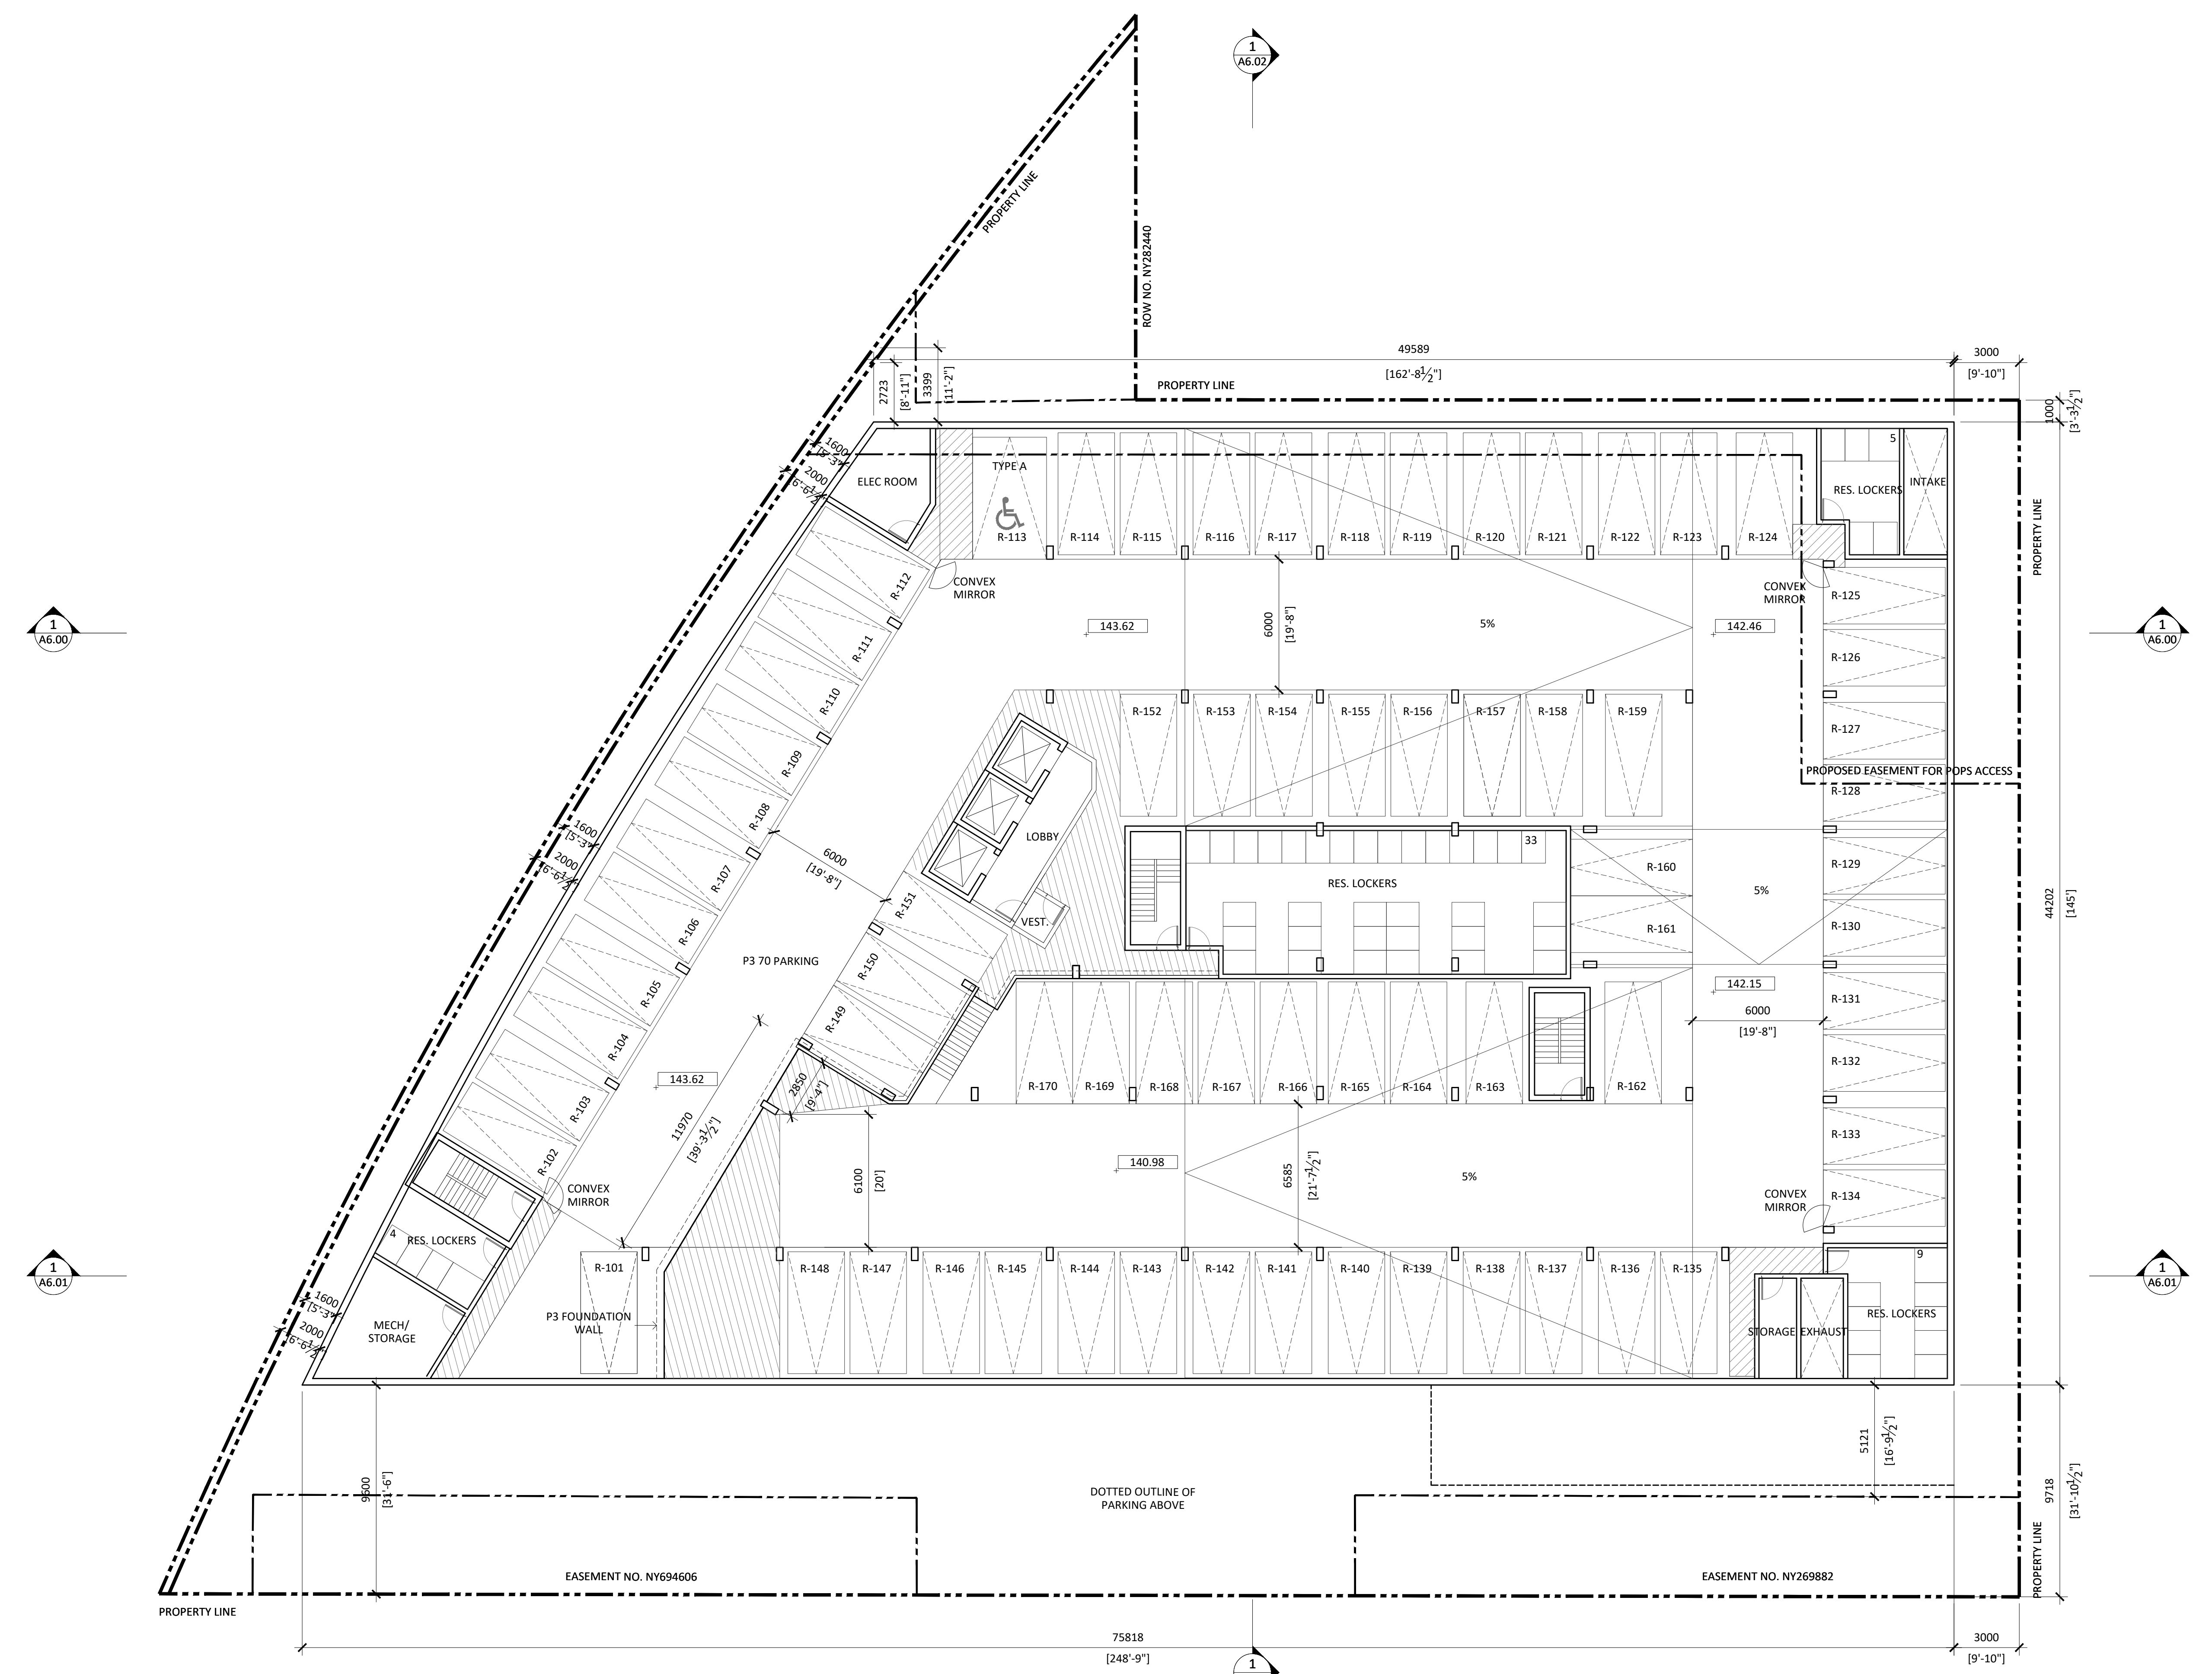 1
A6.02
PROPERTY LINE
ROW NO. NY282440
49589
[162'-8 1/2"]
3000
[9'-10"]
2723
[8'-11"]
3399
[11'-2"]
PROPERTY LINE
1000
[3'-3 1/2"]
1600
[5'-3"]
2000
[6'-6 1/2"]
ELEC ROOM
TYPE A
R-113
R-114
R-115
R-116
R-117
R-118
R-119
R-120
R-121
R-122
R-123
R-124
5
RES. LOCKERS
INTAKE
PROPERTY LINE
CONVEX
MIRROR
CONVEX
MIRROR
1
A6.00
143.62
6000
[19'-8"]
5%
142.46
1
A6.00
R-112
R-111
R-110
R-109
R-108
R-107
R-106
R-105
R-104
R-103
R-102
R-125
R-126
R-127
PROPOSED EASEMENT FOR POPS ACCESS
R-128
R-129
R-130
R-131
R-132
R-133
R-134
R-152
R-153
R-154
R-155
R-156
R-157
R-158
R-159
1600
[5'-3"]
2000
[6'-6 1/2"]
6000
[19'-8"]
LOBBY
VEST.
33
RES. LOCKERS
R-160
R-161
5%
44202
[145']
R-151
R-150
R-149
P3 70 PARKING
142.15
6000
[19'-8"]
143.62
11970
[39'-3 1/2"]
2850
[9'-4"]
R-170
R-169
R-168
R-167
R-166
R-165
R-164
R-163
R-162
140.98
6100
[20']
6585
[21'-7 1/2"]
5%
CONVEX
MIRROR
CONVEX
MIRROR
4
RES. LOCKERS
1
A6.01
1600
[5'-3"]
2000
[6'-6 1/2"]
MECH/
STORAGE
R-101
P3 FOUNDATION
WALL
R-148
R-147
R-146
R-145
R-144
R-143
R-142
R-141
R-140
R-139
R-138
R-137
R-136
R-135
STORAGE
EXHAUST
9
RES. LOCKERS
1
A6.01
9600
[31'-6"]
DOTTED OUTLINE OF
PARKING ABOVE
5121
[16'-9 1/2"]
9718
[31'-10 1/2"]
PROPERTY LINE
EASEMENT NO. NY694606
EASEMENT NO. NY269882
PROPERTY LINE
75818
[248'-9"]
3000
[9'-10"]
1